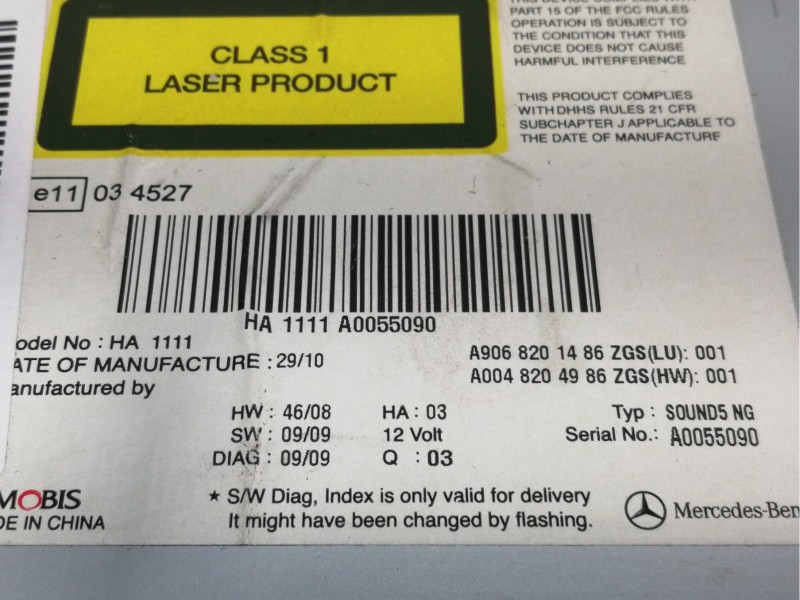 CLASS 1
LASER PRODUCT
THIS DEVICE COMPLIES WITH
PART 15 OF THE FCC RULES
OPERATION IS SUBJECT TO
THE CONDITION THAT THIS
DEVICE DOES NOT CAUSE
HARMFUL INTERFERENCE
THIS PRODUCT COMPLIES
WITH DHHS RULES 21 CFR
SUBCHAPTER J APPLICABLE TO
THE DATE OF MANUFACTURE
e11 03 4527
HA 1111 A0055090
odel No : HA 1111
ATE OF MANUFACTURE : 29/10
anufactured by
A906 820 14 86 ZGS(LU): 001
A004 820 49 86 ZGS(HW): 001
HW : 46/08 HA : 03 Typ : SOUND5 NG
SW : 09/09 12 Volt Serial No.: A0055090
DIAG : 09/09 Q : 03
MOBIS
DE IN CHINA
★ S/W Diag, Index is only valid for delivery
It might have been changed by flashing.
Mercedes-Ben